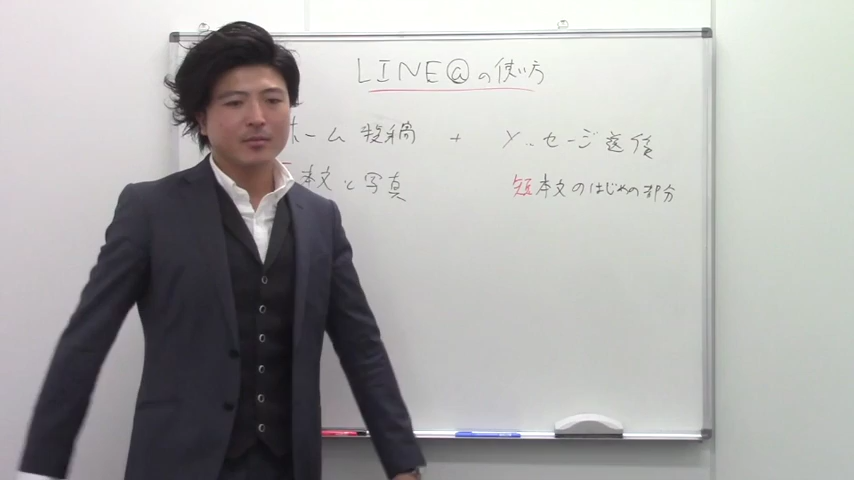 LINE@の使い方
ホーム投稿 + メッセージ送信
本文と写真 短 本文のはじめの部分